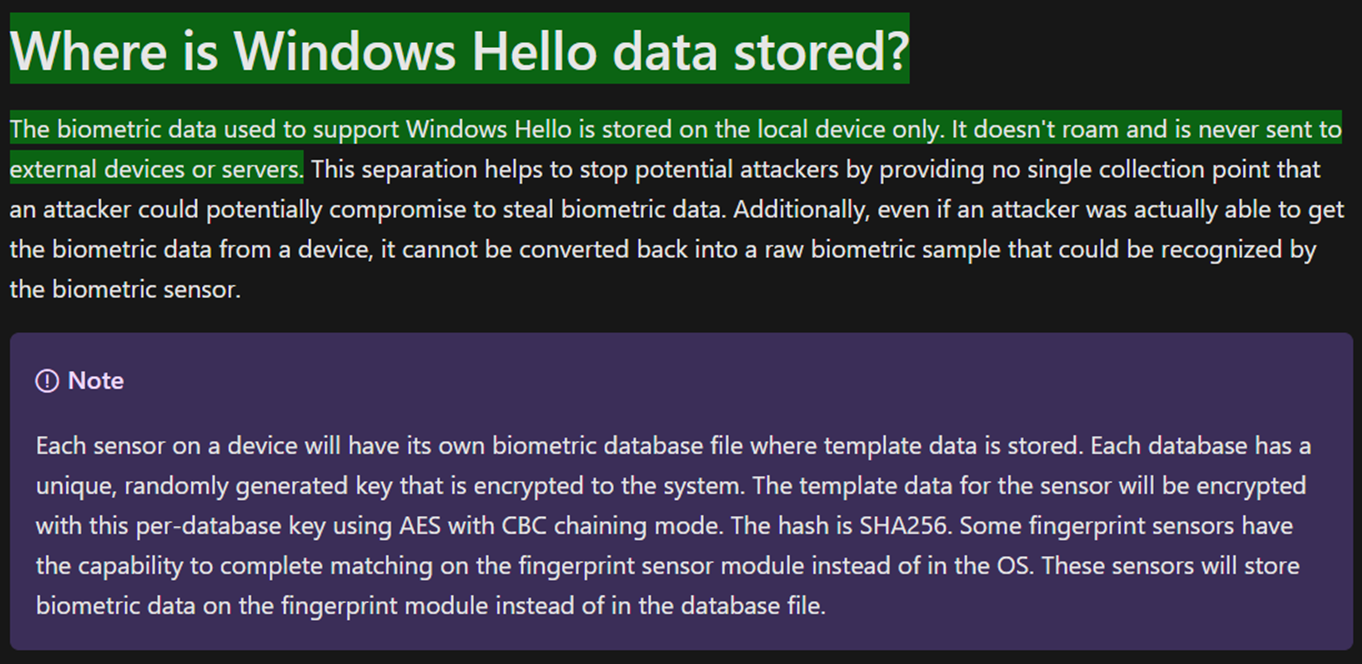 Where is Windows Hello data stored?
The biometric data used to support Windows Hello is stored on the local device only. It doesn't roam and is never sent to
external devices or servers. This separation helps to stop potential attackers by providing no single collection point that
an attacker could potentially compromise to steal biometric data. Additionally, even if an attacker was actually able to get
the biometric data from a device, it cannot be converted back into a raw biometric sample that could be recognized by
the biometric sensor.
Note
Each sensor on a device will have its own biometric database file where template data is stored. Each database has a
unique, randomly generated key that is encrypted to the system. The template data for the sensor will be encrypted
with this per-database key using AES with CBC chaining mode. The hash is SHA256. Some fingerprint sensors have
the capability to complete matching on the fingerprint sensor module instead of in the OS. These sensors will store
biometric data on the fingerprint module instead of in the database file.